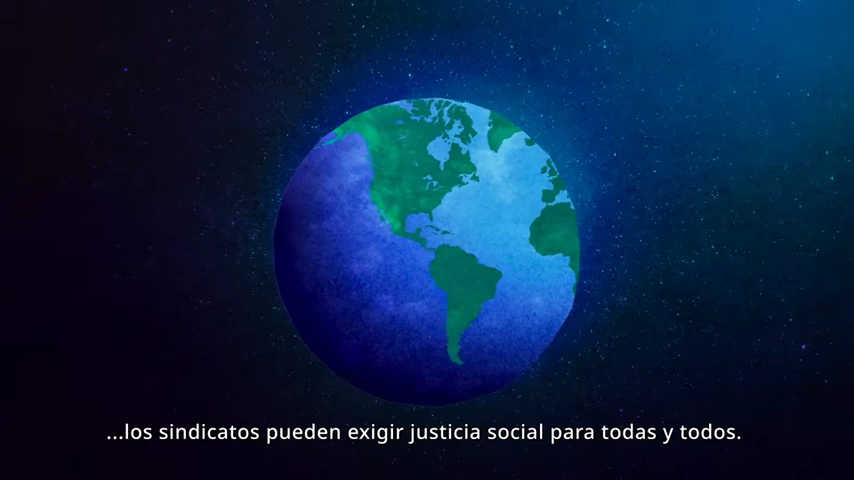 ...los sindicatos pueden exigir justicia social para todas y todos.